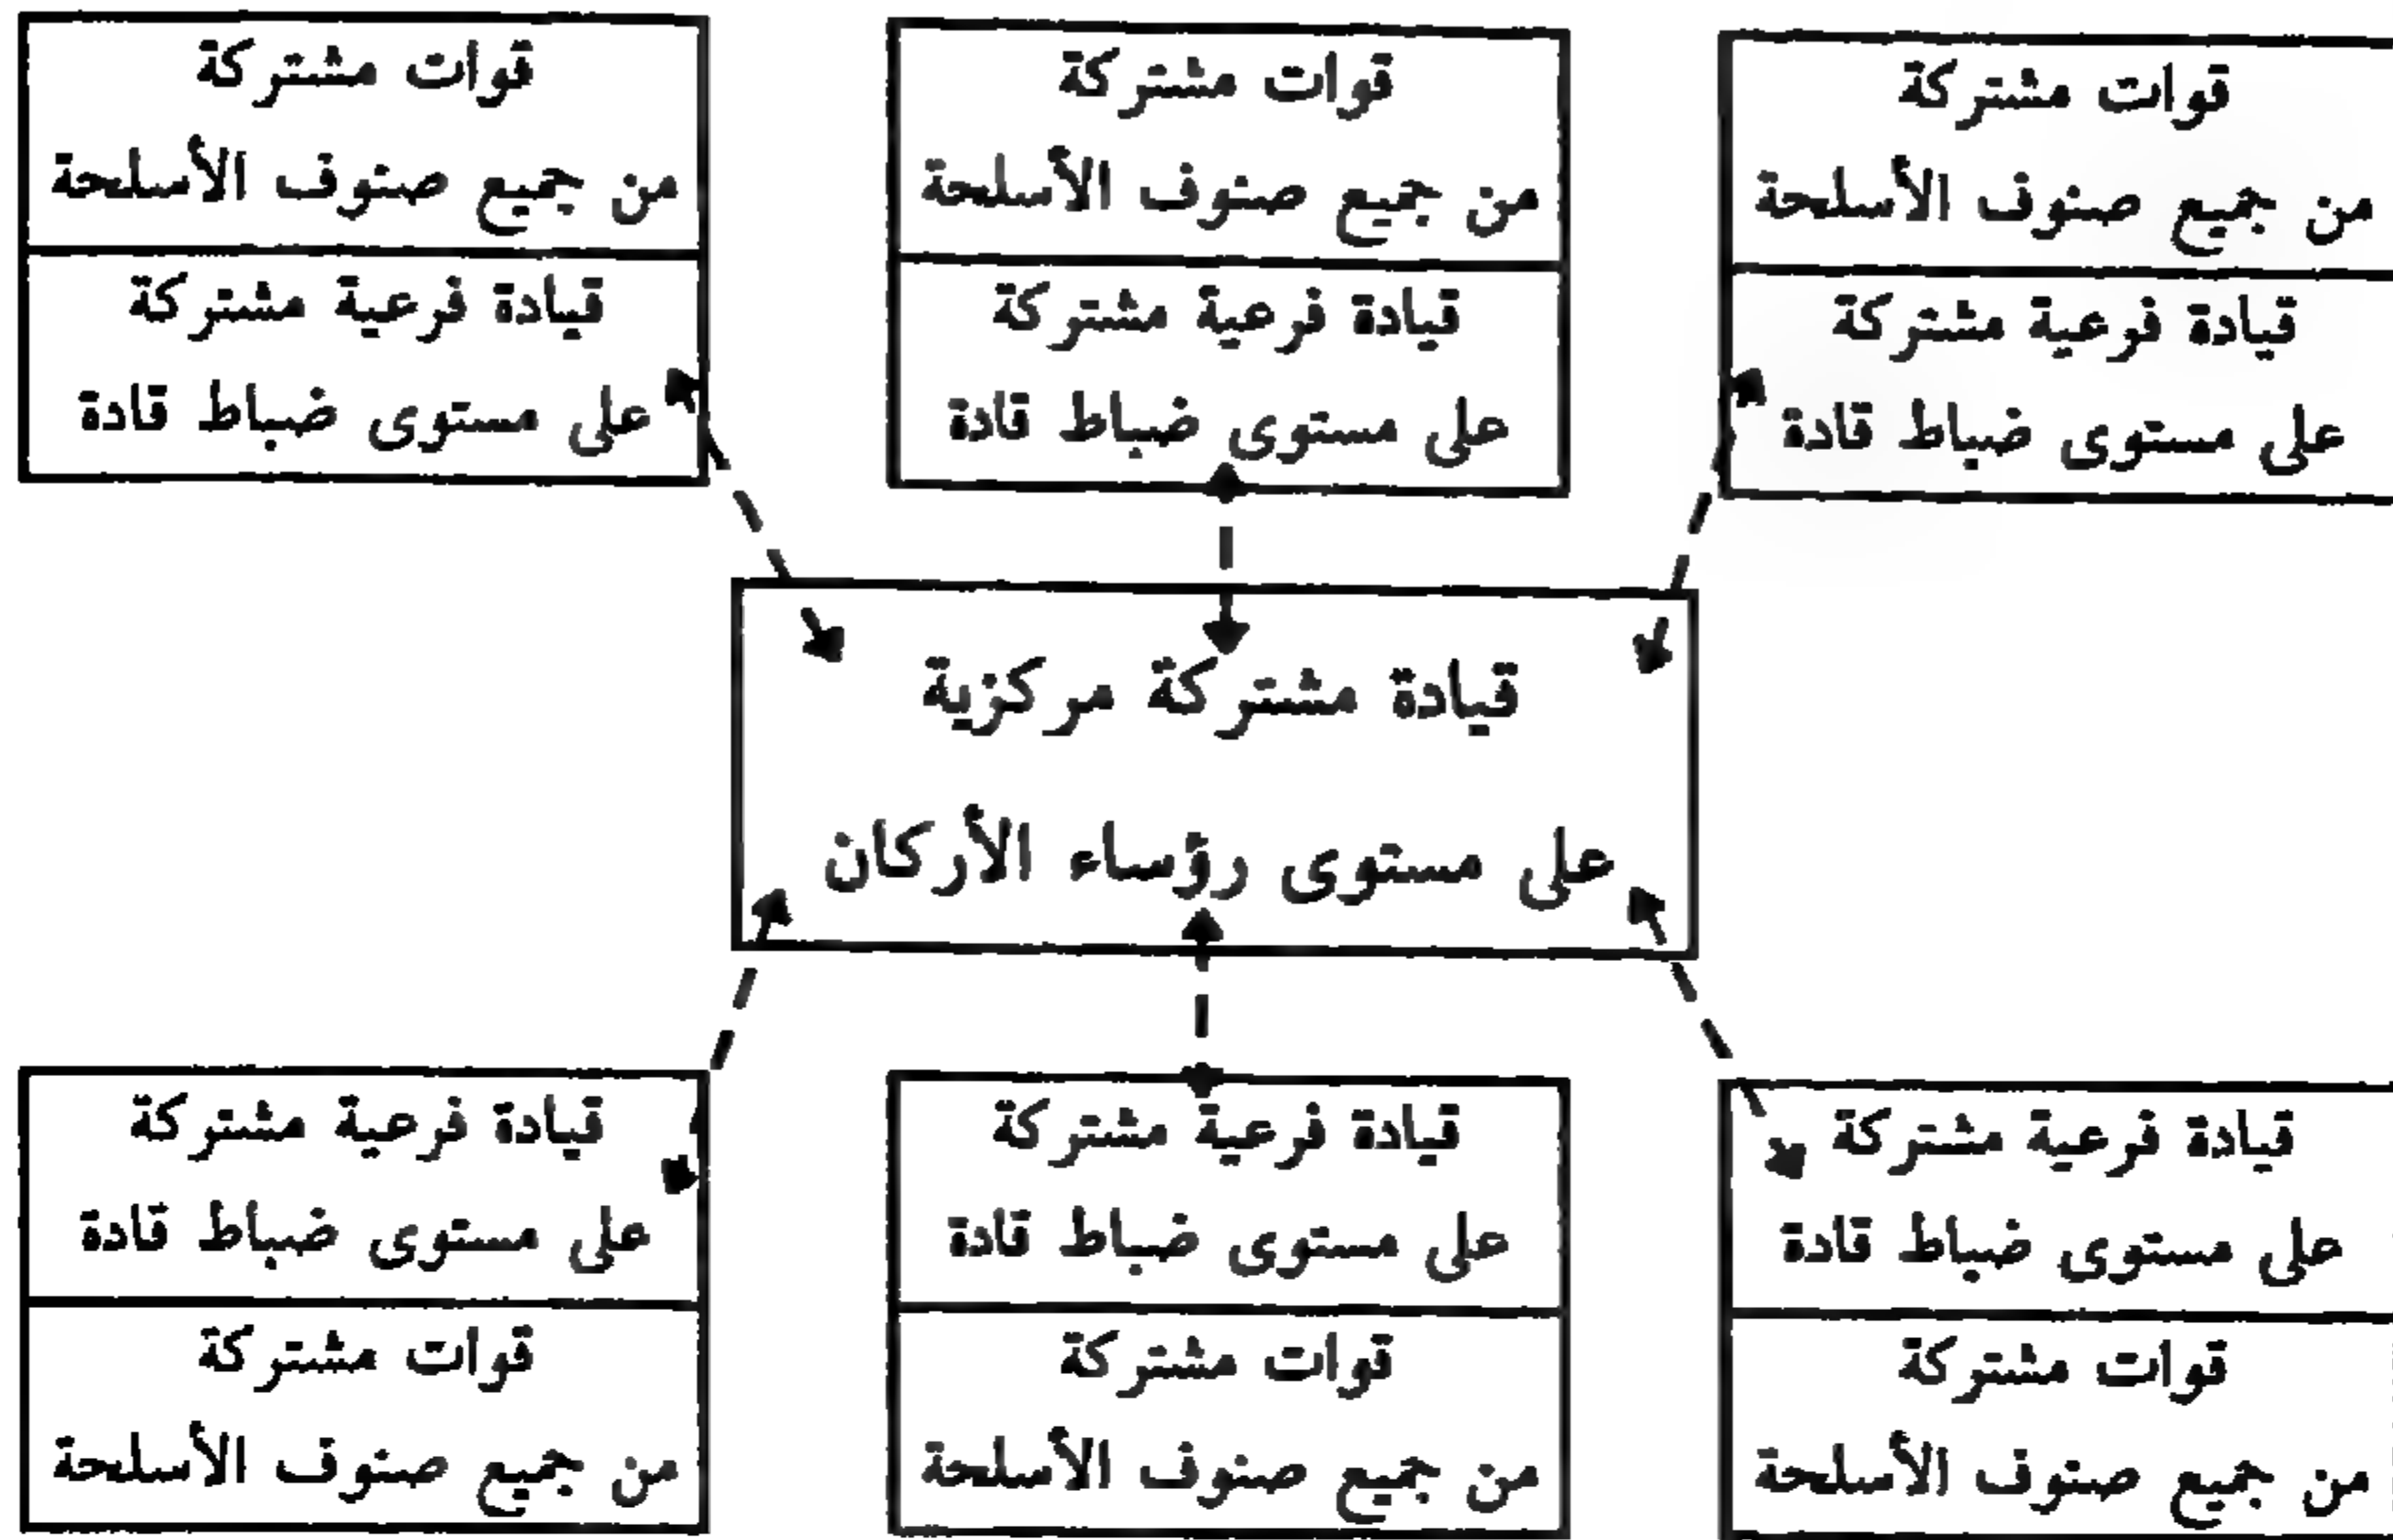 قوات مشتركة
من جميع صنوف الأسلحة
قيادة فرعية مشتركة
على مستوى ضباط قادة
قوات مشتركة
من جميع صنوف الأسلحة
قيادة فرعية مشتركة
على مستوى ضباط قادة
قوات مشتركة
من جميع صنوف الأسلحة
قيادة فرعية مشتركة
على مستوى ضباط قادة
قيادة مشتركة مركزية
على مستوى رؤساء الأركان
قيادة فرعية مشتركة
على مستوى ضباط قادة
قوات مشتركة
من جميع صنوف الأسلحة
قيادة فرعية مشتركة
على مستوى ضباط قادة
قوات مشتركة
من جميع صنوف الأسلحة
قيادة فرعية مشتركة
على مستوى ضباط قادة
قوات مشتركة
من جميع صنوف الأسلحة